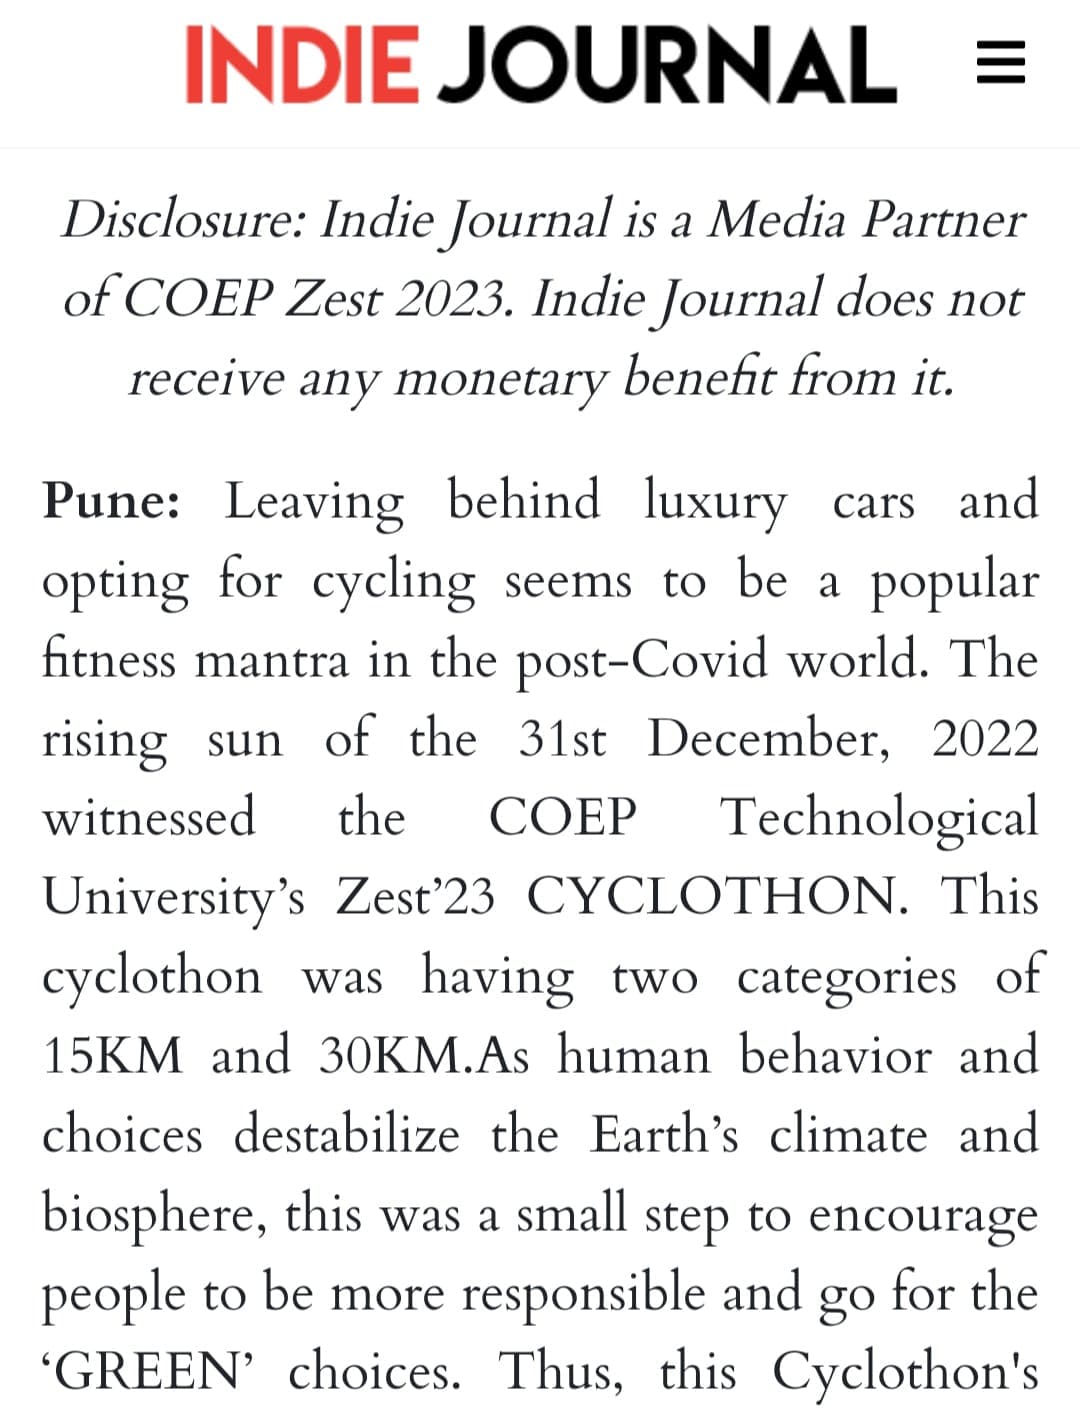 INDIE JOURNAL
Disclosure: Indie Journal is a Media Partner
of COEP Zest 2023. Indie Journal does not
receive any monetary benefit from it.
Pune: Leaving behind luxury cars and
opting for cycling seems to be a popular
fitness mantra in the post-Covid world. The
rising sun of the 31st December, 2022
witnessed the COEP Technological
University’s Zest’23 CYCLOTHON. This
cyclothon was having two categories of
15KM and 30KM.As human behavior and
choices destabilize the Earth’s climate and
biosphere, this was a small step to encourage
people to be more responsible and go for the
‘GREEN’ choices. Thus, this Cyclothon's